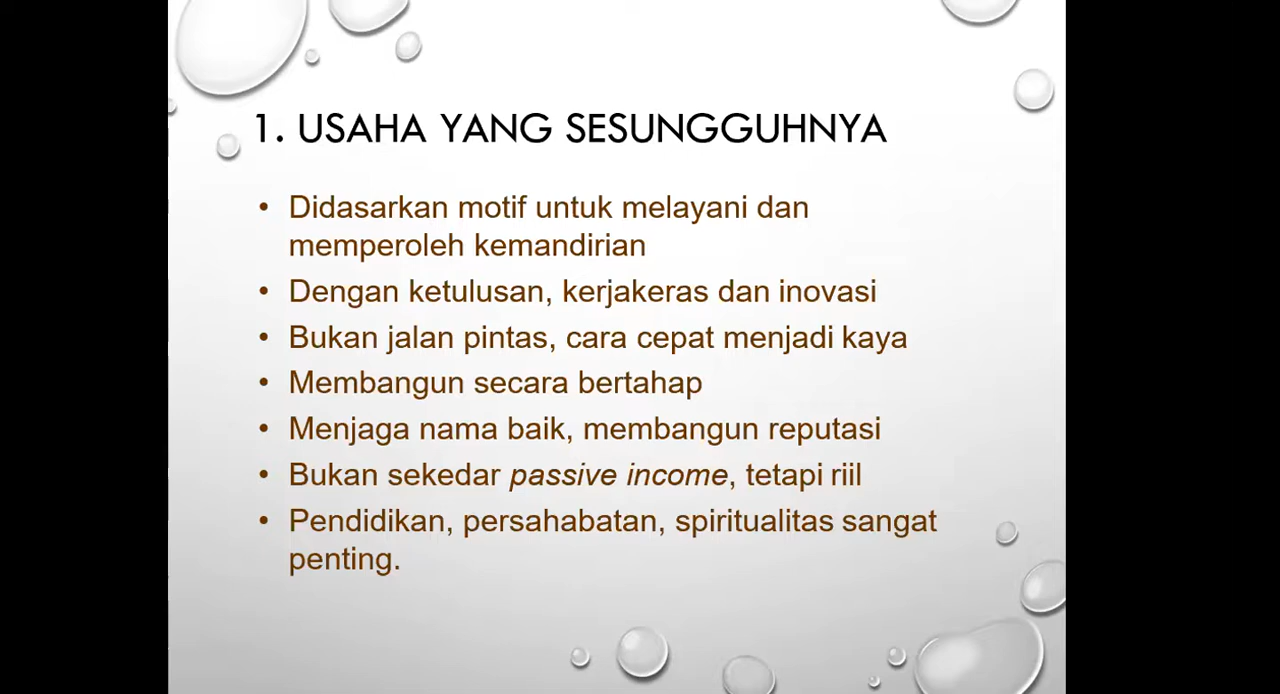 1. USAHA YANG SESUNGGUHNYA
• Didasarkan motif untuk melayani dan
memperoleh kemandirian
• Dengan ketulusan, kerjakeras dan inovasi
• Bukan jalan pintas, cara cepat menjadi kaya
• Membangun secara bertahap
• Menjaga nama baik, membangun reputasi
• Bukan sekedar passive income, tetapi riil
• Pendidikan, persahabatan, spiritualitas sangat
penting.